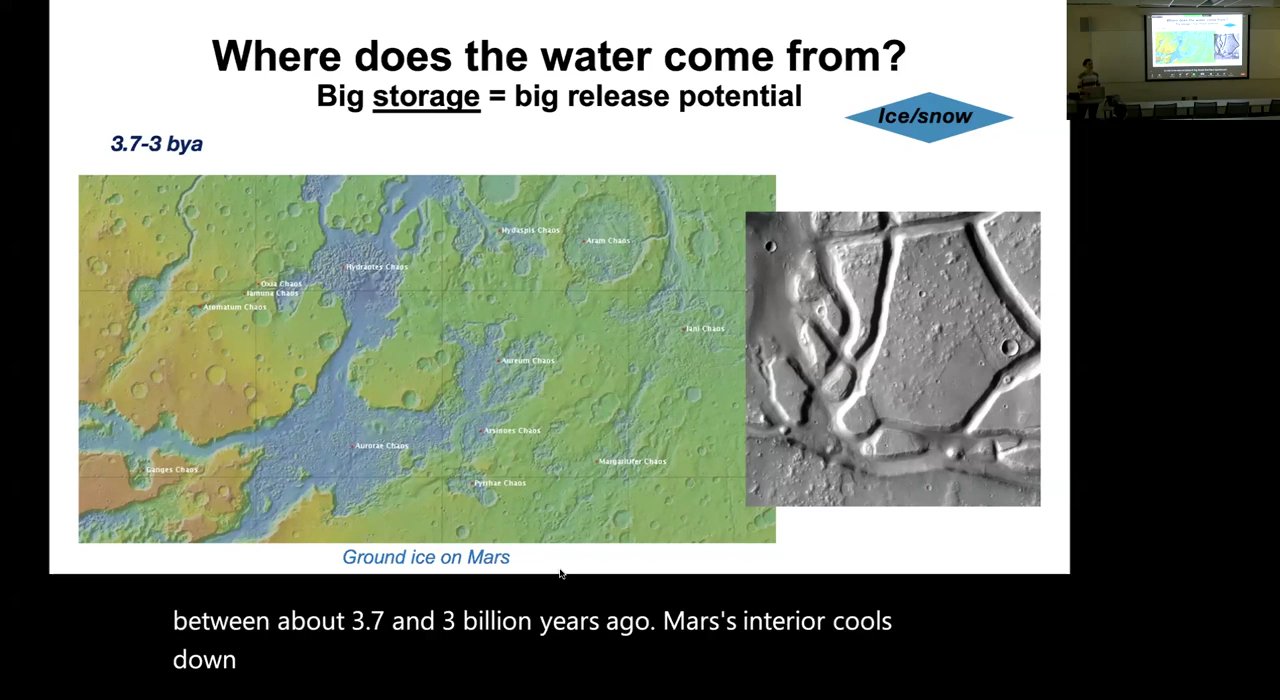 Where does the water come from?
Big storage = big release potential
Ice/snow
3.7-3 bya
Hydaspis Chaos
Aram Chaos
Hydraotes Chaos
Oxia Chaos
Iamuna Chaos
Aromatum Chaos
Iani Chaos
Aureum Chaos
Arsinoes Chaos
Aurorae Chaos
Margaritifer Chaos
Ganges Chaos
Pyrrhae Chaos
Ground ice on Mars
between about 3.7 and 3 billion years ago. Mars's interior cools
down